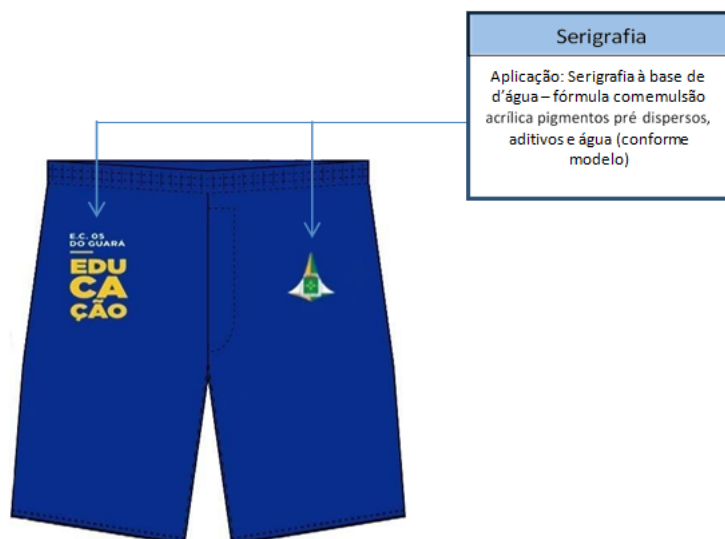 Serigrafia
Aplicação: Serigrafia à base de
d'água – fórmula comemulsão
acrílica pigmentos pré dispersos,
aditivos e água (conforme
modelo)
E.C. 05
DO GUARÁ
EDU
CA
ÇÃO